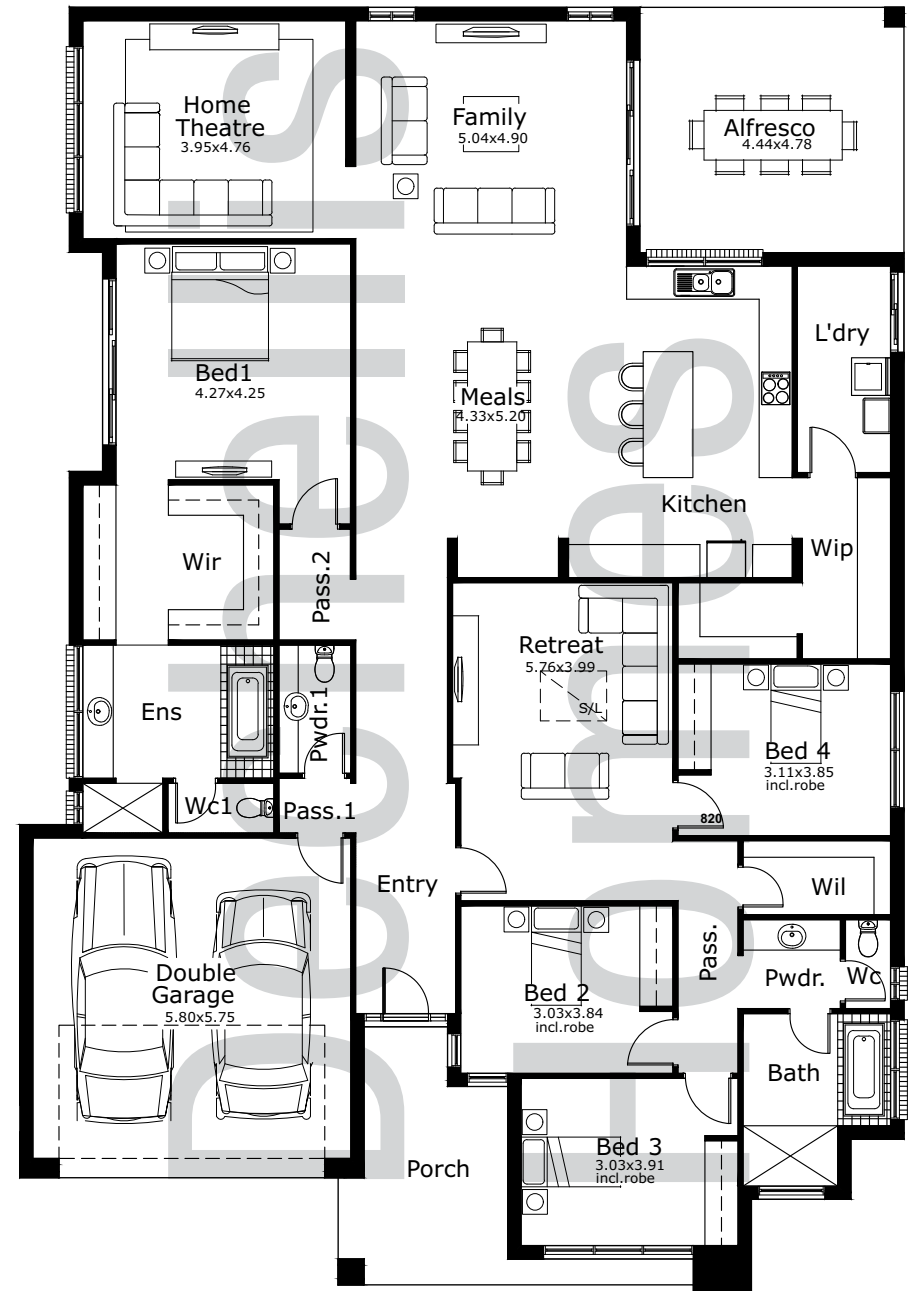 Home
Theatre
3.95x4.76
Family
5.04x4.90
Alfresco
4.44x4.78
L'dry
Bed1
4.27x4.25
Meals
4.33x5.20
Kitchen
Wir
Pass.2
Wip
Retreat
5.76x3.99
S/L
Ens
Pwdr.1
Bed 4
3.11x3.85
incl.robe
820
Wc1
Pass.1
Entry
Wil
Double
Garage
5.80x5.75
Bed 2
3.03x3.84
incl.robe
Pass.
Pwdr.
Wc
Bath
Porch
Bed 3
3.03x3.91
incl.robe
Dechellis
Homes